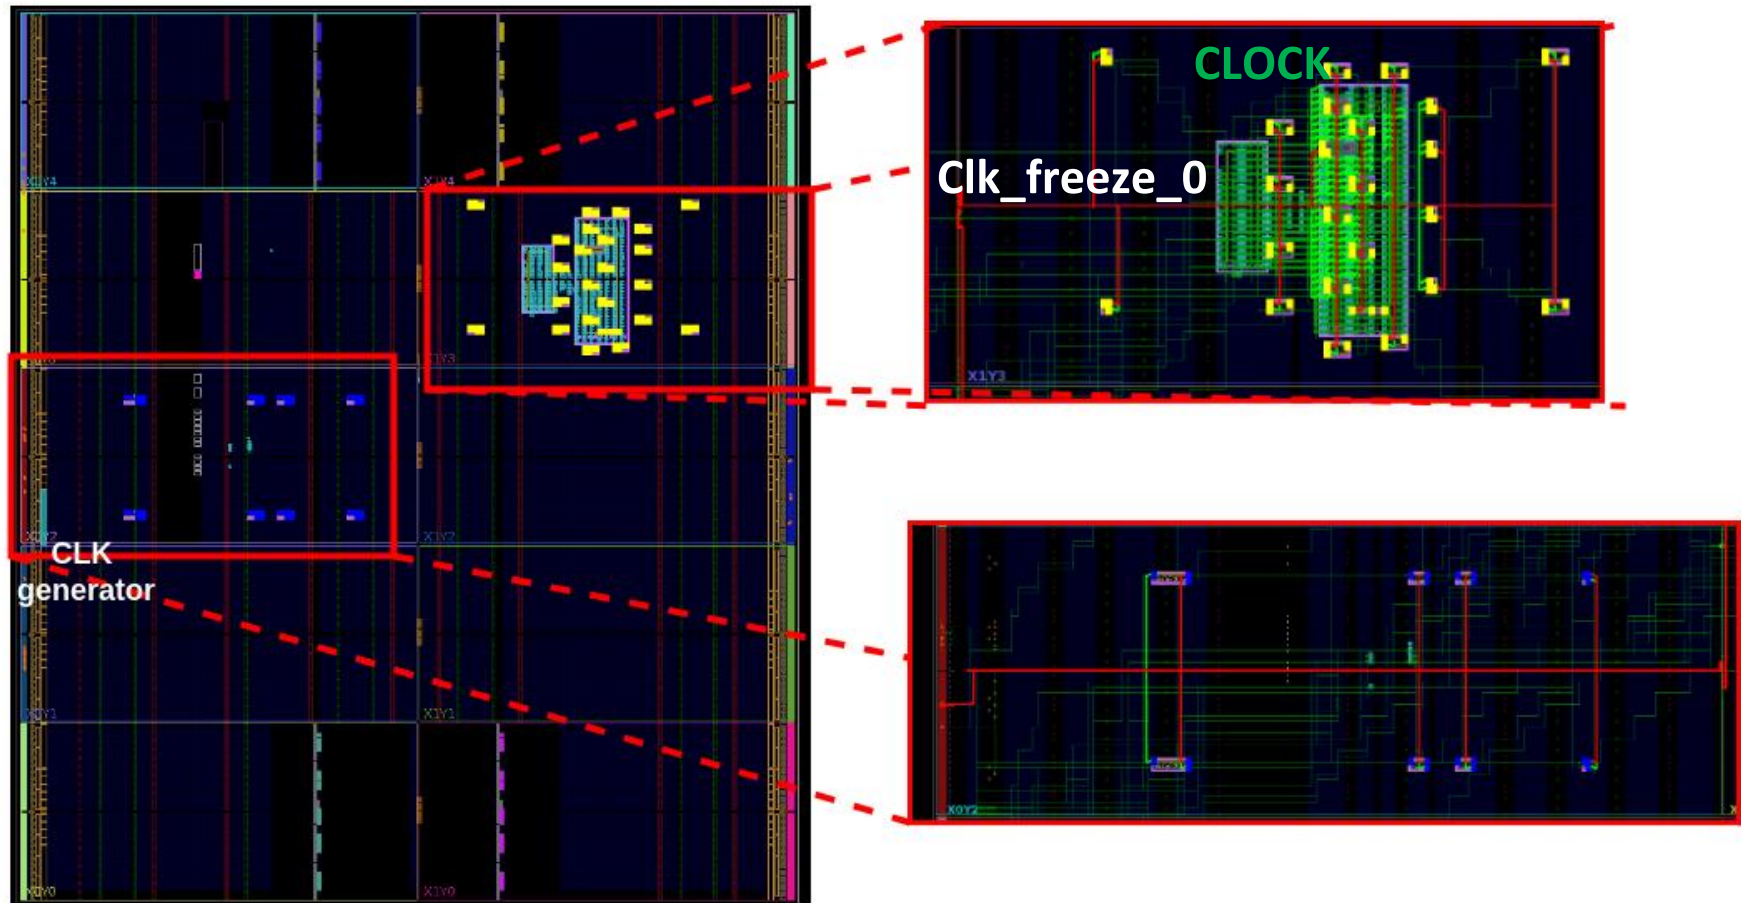 CLOCK
Clk_freeze_0
X1Y3
X0Y4
X1Y4
X1Y3
X0Y2
X1Y2
CLK
generator
X0Y1
X1Y1
X0Y0
X1Y0
X0Y2
X